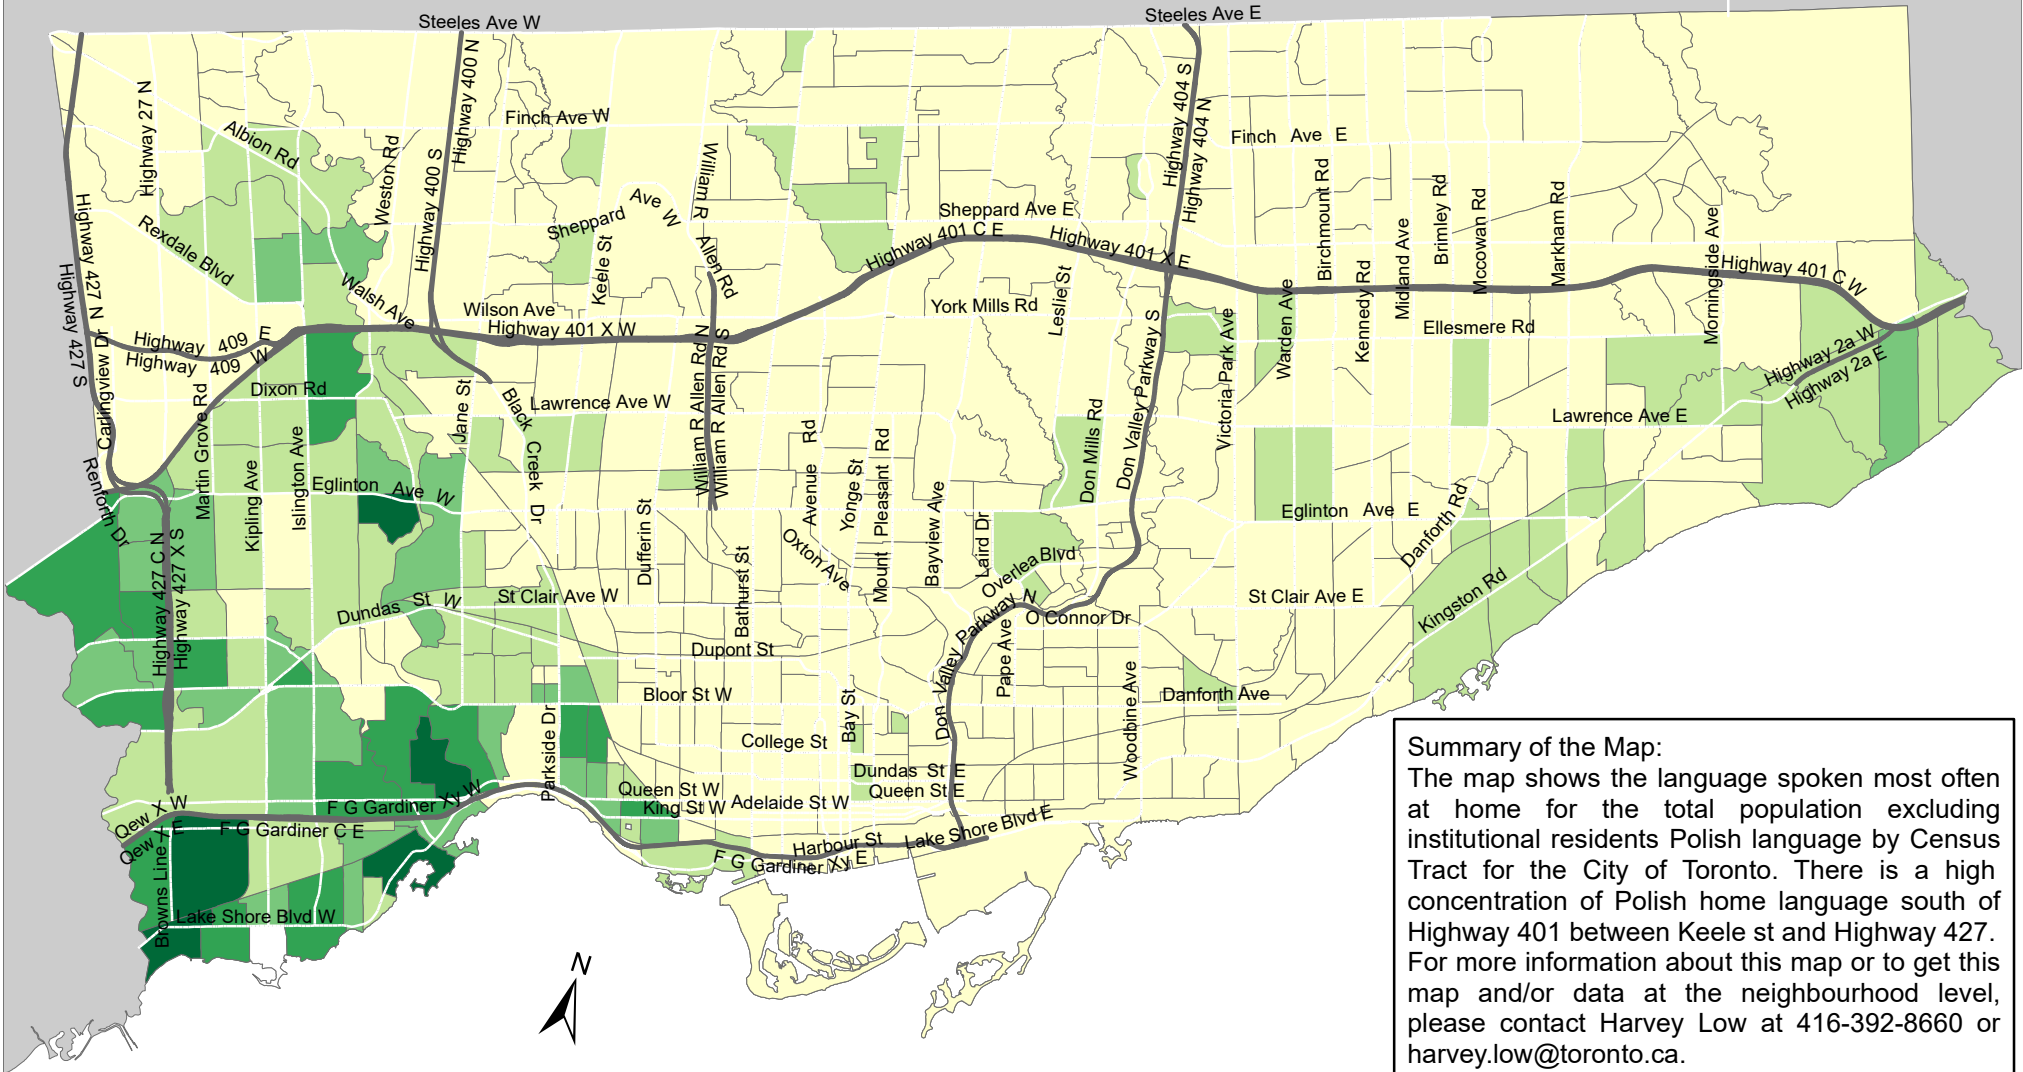 Steeles Ave W
Steeles Ave E
Highway 27 N
Albion Rd
Weston Rd
Highway 400 N
Highway 400 S
Finch Ave W
William R Allen Rd
Highway 404 S
Highway 404 N
Finch Ave E
Highway 427 N
Highway 427 S
Rexdale Blvd
Walsh Ave
Sheppard Ave W
Keele St
Sheppard Ave E
Highway 401 C E
Highway 401 X E
Leslie St
Birchmount Rd
Kennedy Rd
Midland Ave
Brimley Rd
Mccowan Rd
Markham Rd
Morningside Ave
Highway 401 C W
Wilson Ave
Highway 401 X W
York Mills Rd
Warden Ave
Victoria Park Ave
Ellesmere Rd
Highway 409 E
Highway 409 W
Carlingview Dr
Dixon Rd
Martin Grove Rd
Kipling Ave
Islington Ave
Jane St
Black Creek Dr
Lawrence Ave W
William R Allen Rd N
William R Allen Rd S
Avenue Rd
Yonge St
Mount Pleasant Rd
Bayview Ave
Laird Dr
Don Mills Rd
Don Valley Parkway S
Lawrence Ave E
Highway 2a W
Highway 2a E
Renforth Dr
Eglinton Ave W
Eglinton Ave E
Danforth Rd
Highway 427 C N
Highway 427 X S
Dufferin St
Bathurst St
Oxton Ave
Overlea Blvd
Dundas St W
St Clair Ave W
Don Valley Parkway N
O Connor Dr
Pape Ave
St Clair Ave E
Kingston Rd
Dupont St
Bloor St W
Bay St
Woodbine Ave
Danforth Ave
Parkside Dr
College St
Dundas St E
Queen St E
Queen St W
King St W
Adelaide St W
Qew X W
Qew X E
F G Gardiner Xy W
F G Gardiner C E
Browns Line
Lake Shore Blvd W
Harbour St
Lake Shore Blvd E
F G Gardiner Xy E
N
Summary of the Map:
The map shows the language spoken most often
at home for the total population excluding
institutional residents Polish language by Census
Tract for the City of Toronto. There is a high
concentration of Polish home language south of
Highway 401 between Keele st and Highway 427.
For more information about this map or to get this
map and/or data at the neighbourhood level,
please contact Harvey Low at 416-392-8660 or
harvey.low@toronto.ca.